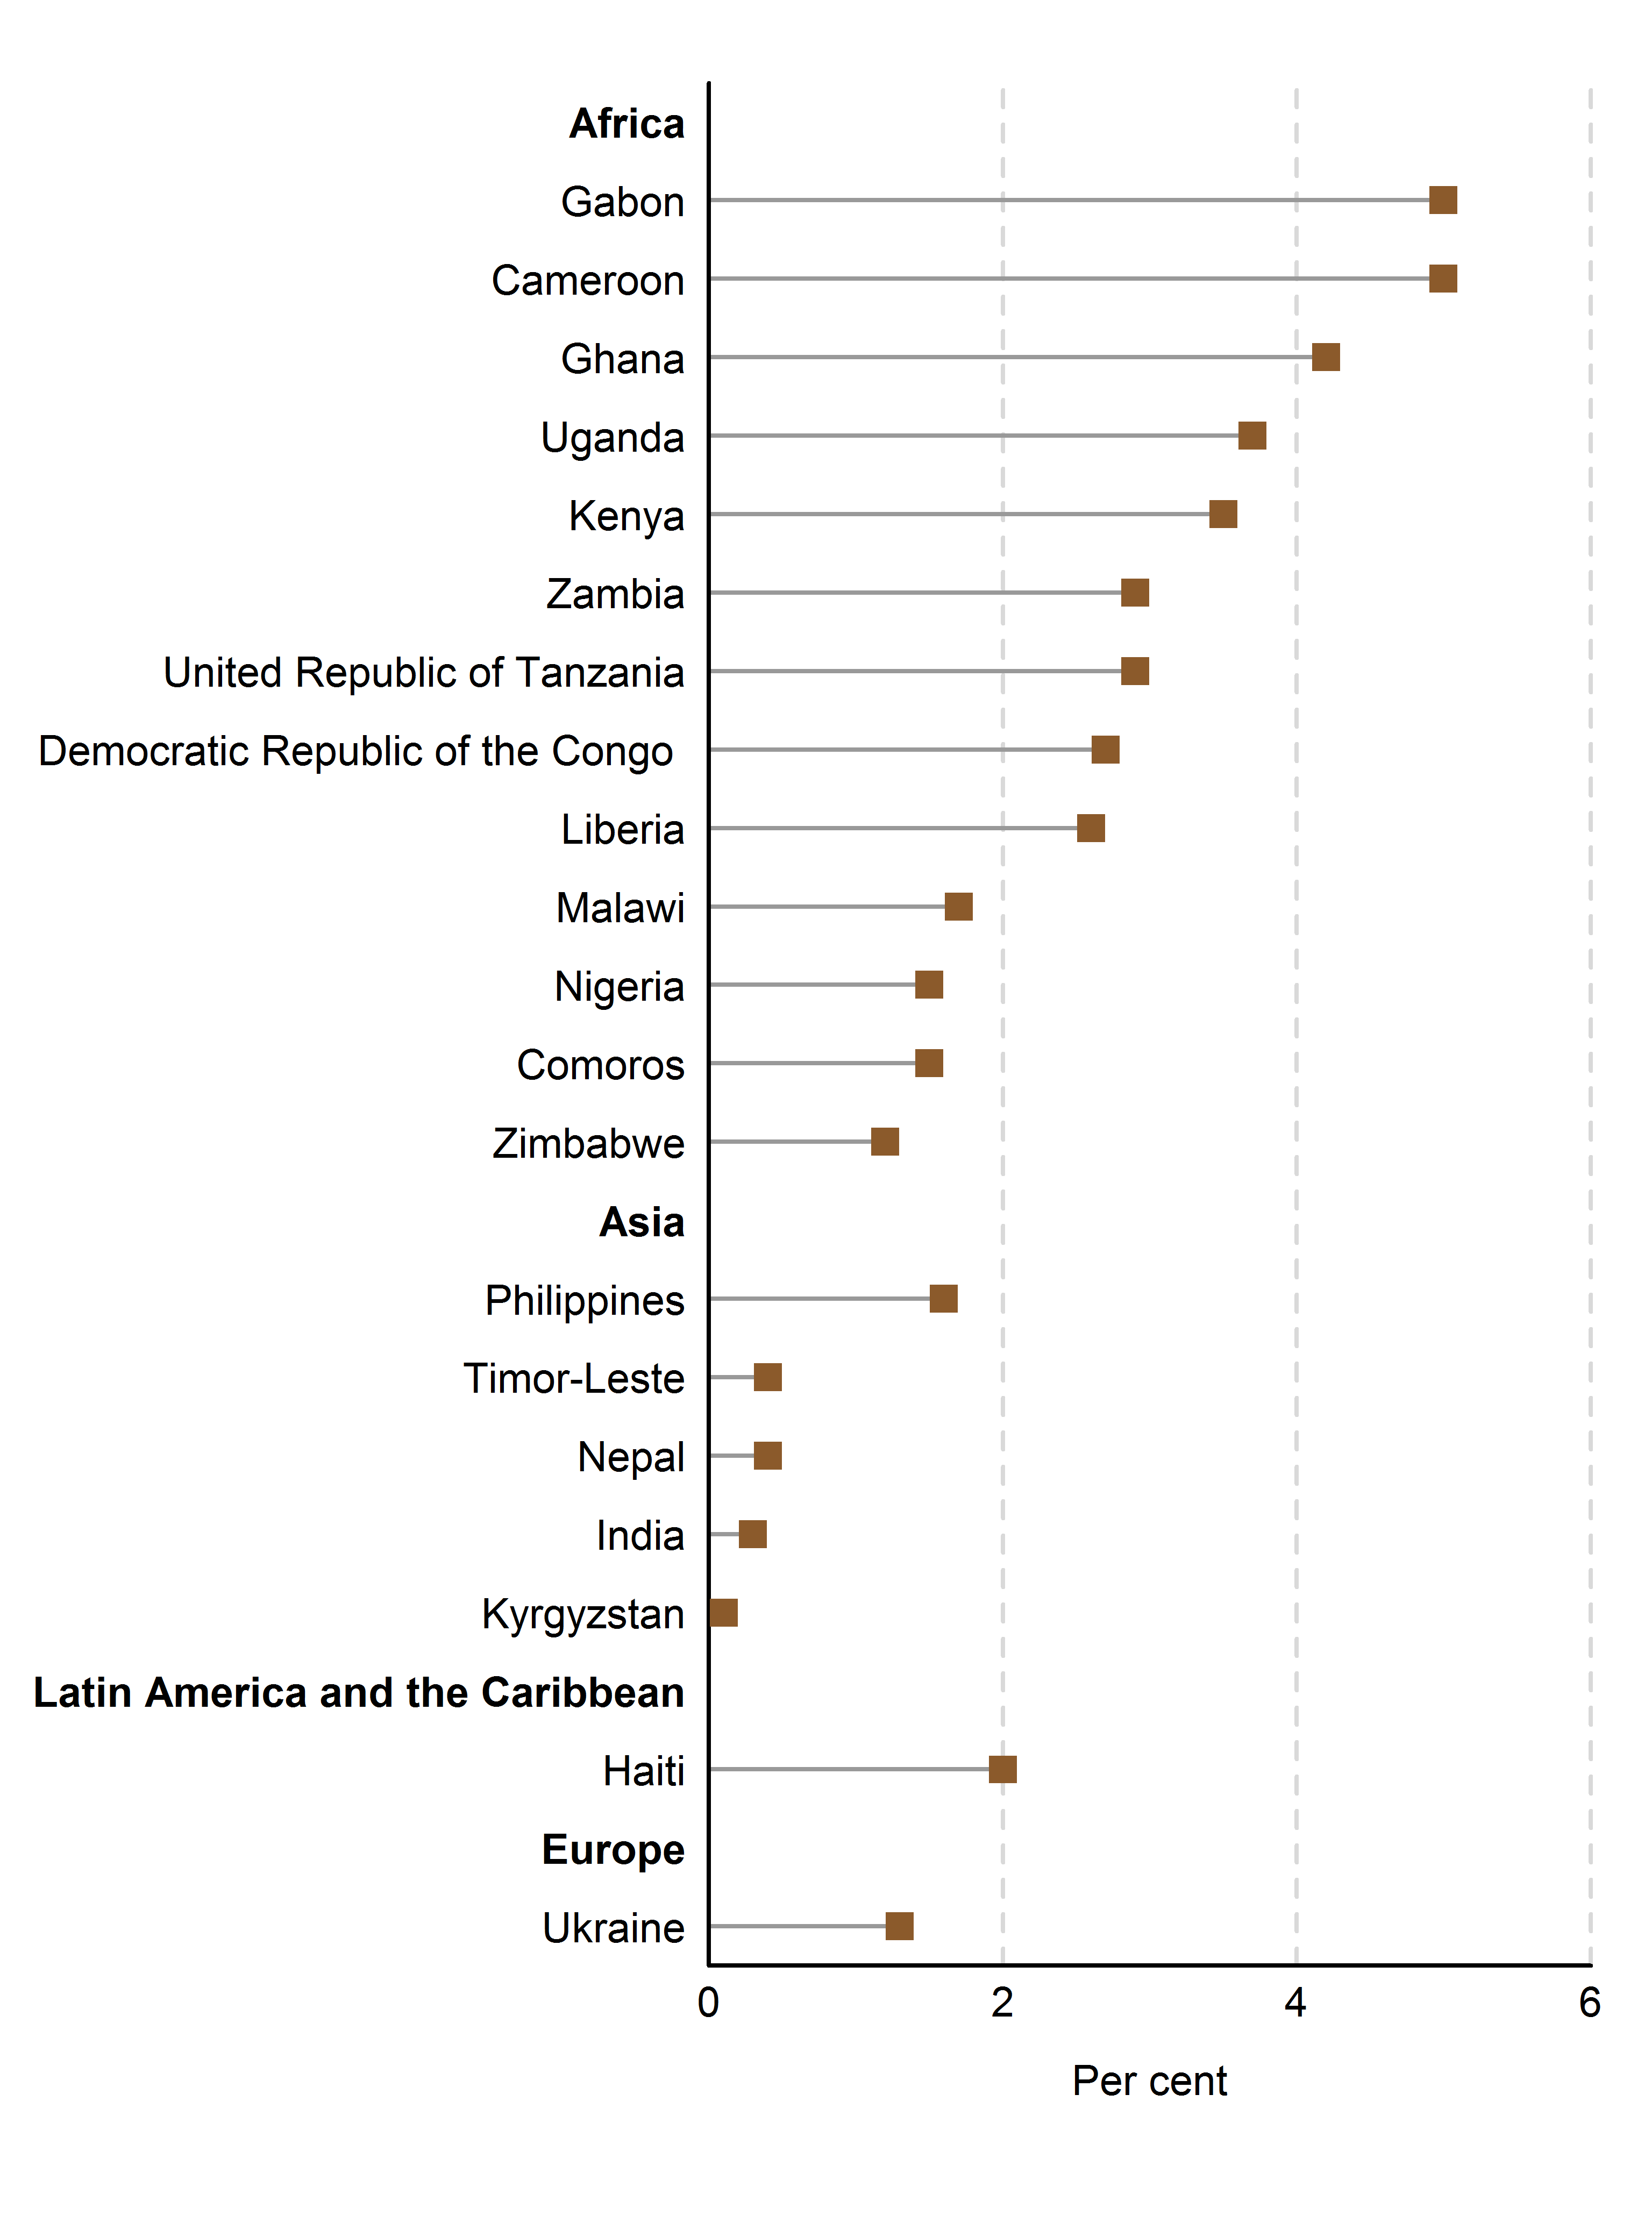 Africa
Gabon
Cameroon
Ghana
Uganda
Kenya
Zambia
United Republic of Tanzania
Democratic Republic of the Congo
Liberia
Malawi
Nigeria
Comoros
Zimbabwe
Asia
Philippines
Timor-Leste
Nepal
India
Kyrgyzstan
Latin America and the Caribbean
Haiti
Europe
Ukraine
0 2 4 6
Per cent